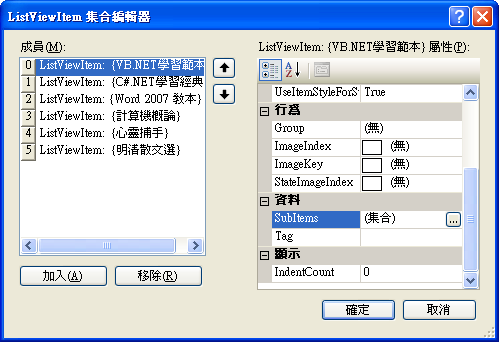 ListViewItem 集合編輯器
成員(M):
0 ListViewItem: {VB.NET學習範本
1 ListViewItem: {C#.NET學習經典
2 ListViewItem: {Word 2007 教本}
3 ListViewItem: {計算機概論}
4 ListViewItem: {心靈捕手}
5 ListViewItem: {明清散文選}
加入(A)
移除(R)
ListViewItem: {VB.NET學習範本} 屬性(P):
UseItemStyleForS True
行為
Group (無)
ImageIndex (無)
ImageKey (無)
StateImageIndex (無)
資料
SubItems (集合) ...
Tag
顯示
IndentCount 0
確定
取消